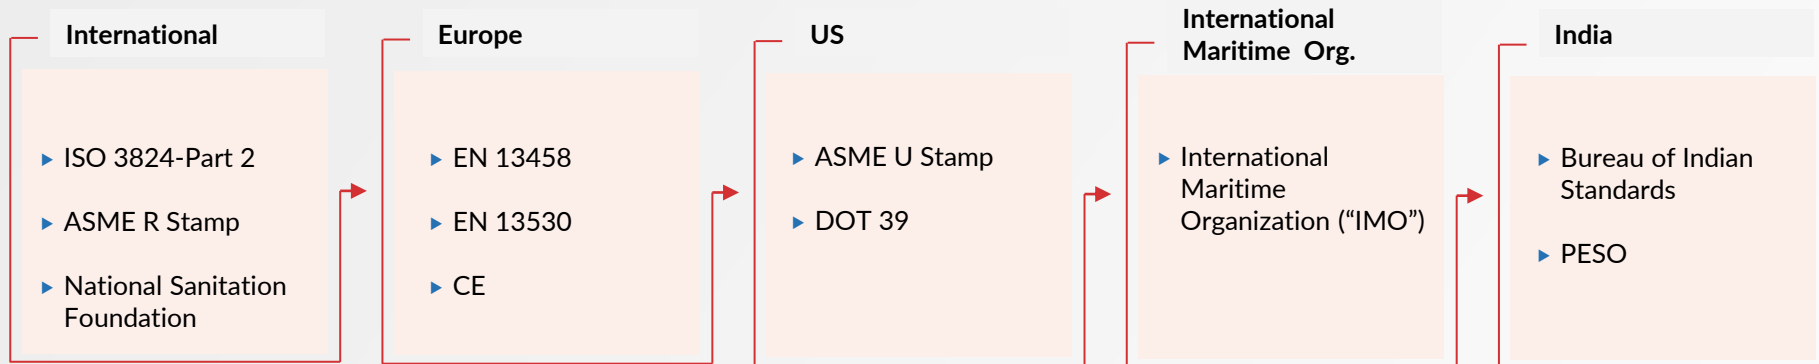 International
ISO 3824-Part 2
ASME R Stamp
National Sanitation
Foundation
Europe
EN 13458
EN 13530
CE
US
ASME U Stamp
DOT 39
International
Maritime Org.
International
Maritime
Organization (“IMO”)
India
Bureau of Indian
Standards
PESO